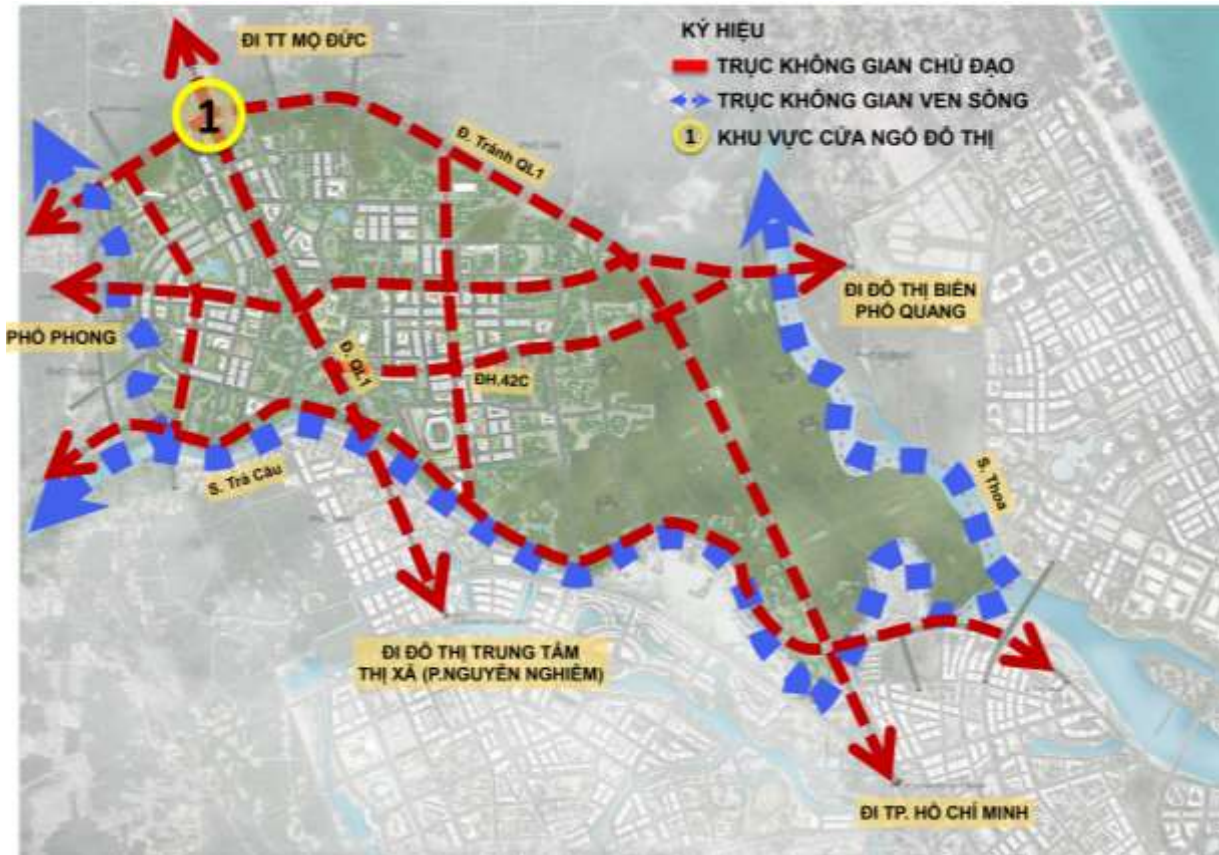 ĐI TT MỘ ĐỨC
KÝ HIỆU
TRỤC KHÔNG GIAN CHỦ ĐẠO
TRỤC KHÔNG GIAN VEN SÔNG
1 KHU VỰC CỬA NGÕ ĐÔ THỊ
1
Đ. Tránh QL1
ĐI ĐÔ THỊ BIỂN
PHỔ QUANG
PHỔ PHONG
Đ. QL1
ĐH.42C
S. Trà Câu
S. Thoa
ĐI ĐÔ THỊ TRUNG TÂM
THỊ XÃ (P.NGUYỄN NGHIÊM)
ĐI TP. HỒ CHÍ MINH